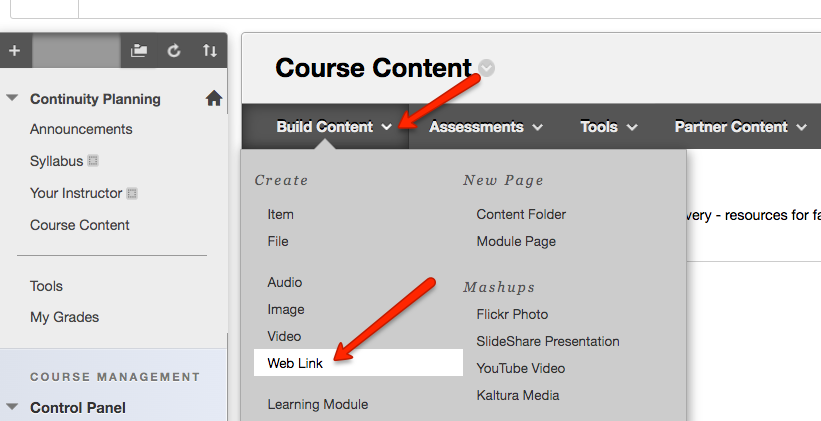 Course Content
Continuity Planning
Announcements
Syllabus
Your Instructor
Course Content
Tools
My Grades
COURSE MANAGEMENT
Control Panel
Build Content
Assessments
Tools
Partner Content
Create
Item
File
Audio
Image
Video
Web Link
Learning Module
New Page
Content Folder
Module Page
Mashups
Flickr Photo
SlideShare Presentation
YouTube Video
Kaltura Media
very - resources for fa